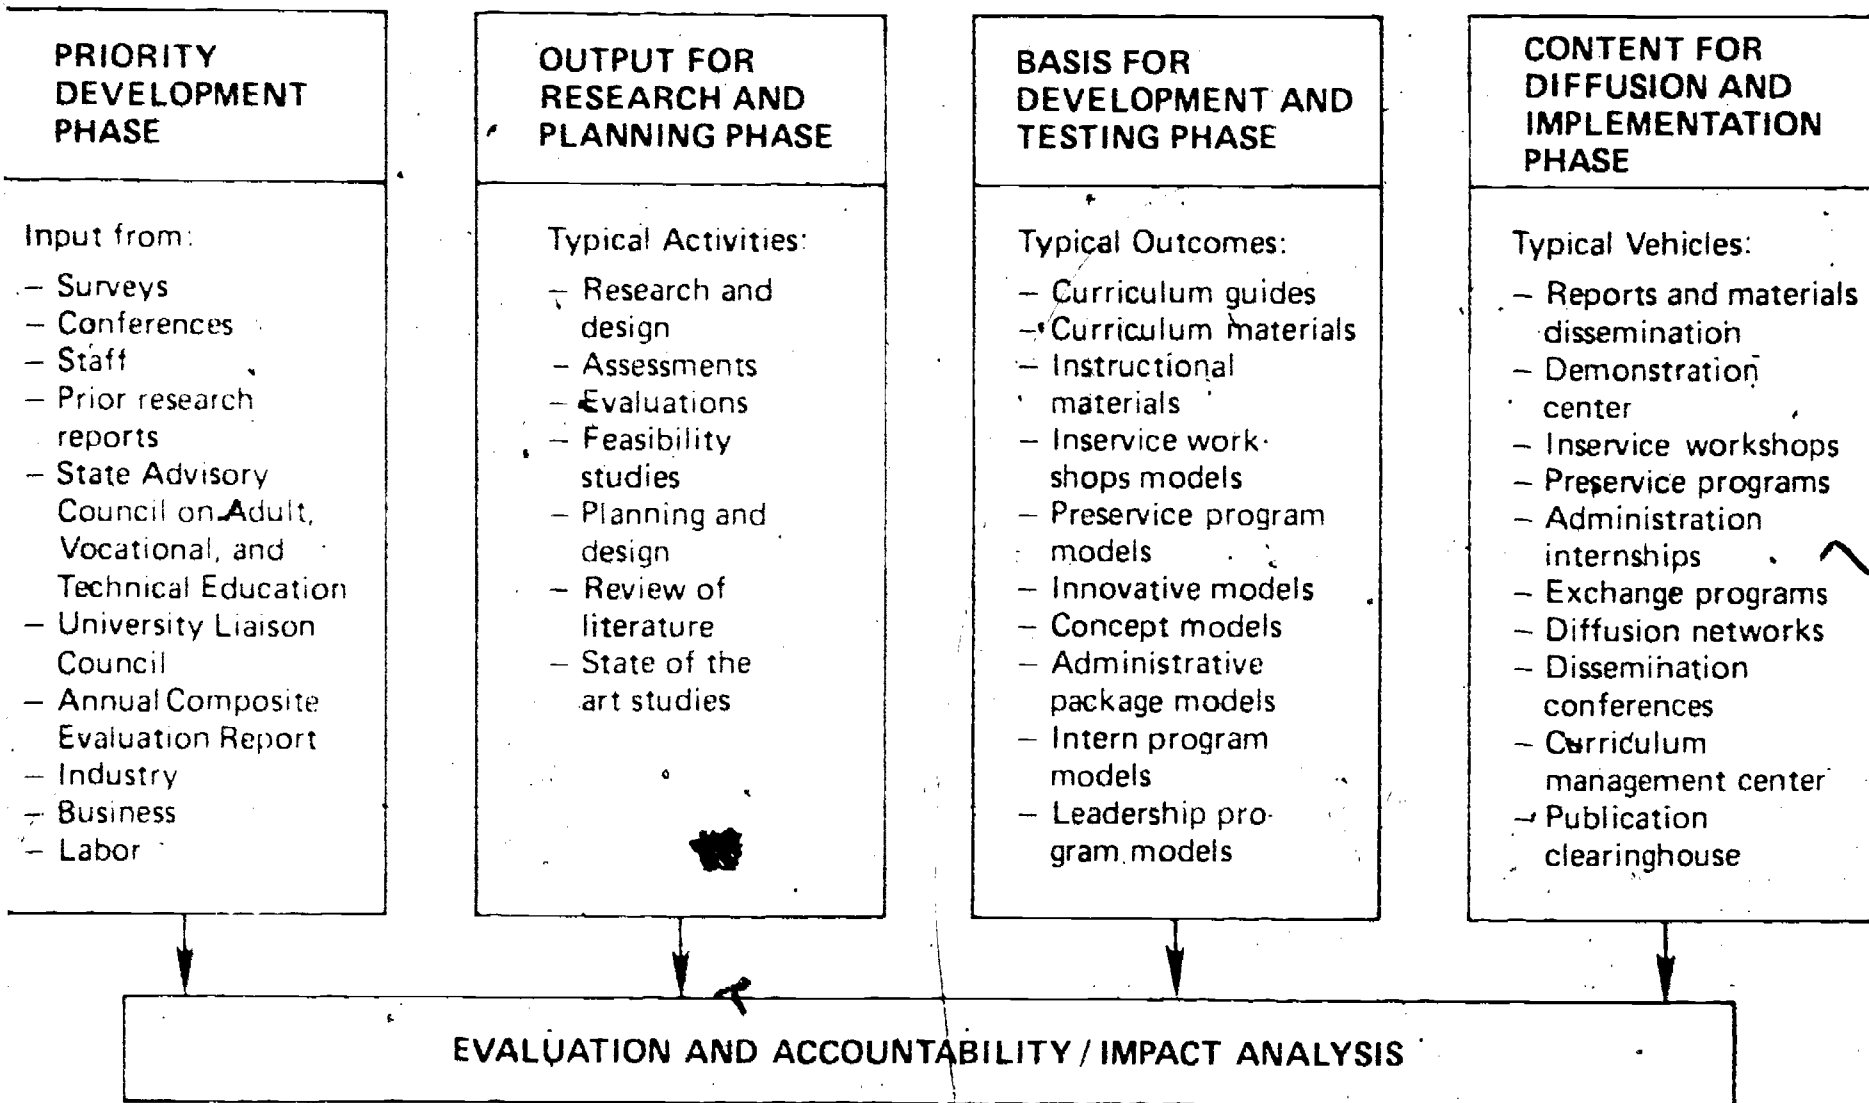 PRIORITY
DEVELOPMENT
PHASE
Input from:
– Surveys
– Conferences
– Staff
– Prior research
reports
– State Advisory
Council on Adult,
Vocational, and
Technical Education
– University Liaison
Council
– Annual Composite
Evaluation Report
– Industry
– Business
– Labor
OUTPUT FOR
RESEARCH AND
PLANNING PHASE
Typical Activities:
– Research and
design
– Assessments
– Evaluations
– Feasibility
studies
– Planning and
design
– Review of
literature
– State of the
art studies
BASIS FOR
DEVELOPMENT AND
TESTING PHASE
Typical Outcomes:
– Curriculum guides
– Curriculum materials
– Instructional
materials
– Inservice work-
shops models
– Preservice program
models
– Innovative models
– Concept models
– Administrative
package models
– Intern program
models
– Leadership pro-
gram models
CONTENT FOR
DIFFUSION AND
IMPLEMENTATION
PHASE
Typical Vehicles:
– Reports and materials
dissemination
– Demonstration
center
– Inservice workshops
– Preservice programs
– Administration
internships
– Exchange programs
– Diffusion networks
– Dissemination
conferences
– Curriculum
management center
– Publication
clearinghouse
EVALUATION AND ACCOUNTABILITY / IMPACT ANALYSIS